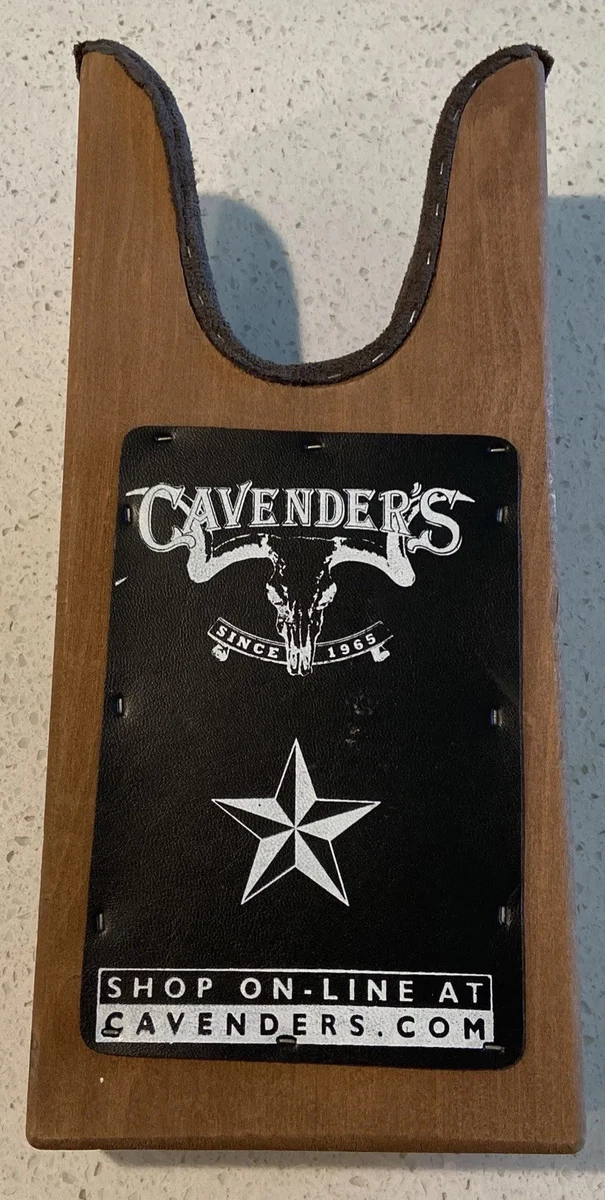 CAVENDER'S
SINCE 1965
SHOP ON-LINE AT
CAVENDERS.COM